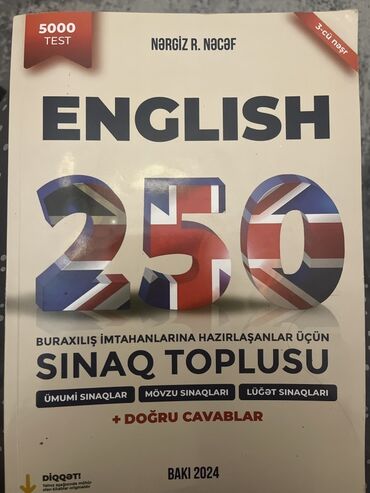 5000
TEST
NƏRGİZ R. NƏCƏF
3-cü nəşr
ENGLISH
250
BURAXILIŞ İMTAHANLARINA HAZIRLAŞANLAR ÜÇÜN
SINAQ TOPLUSU
ÜMUMİ SINAQLAR
MÖVZU SINAQLARI
LÜĞƏT SINAQLARI
+ DOĞRU CAVABLAR
DİQQƏT!
BAKI 2024